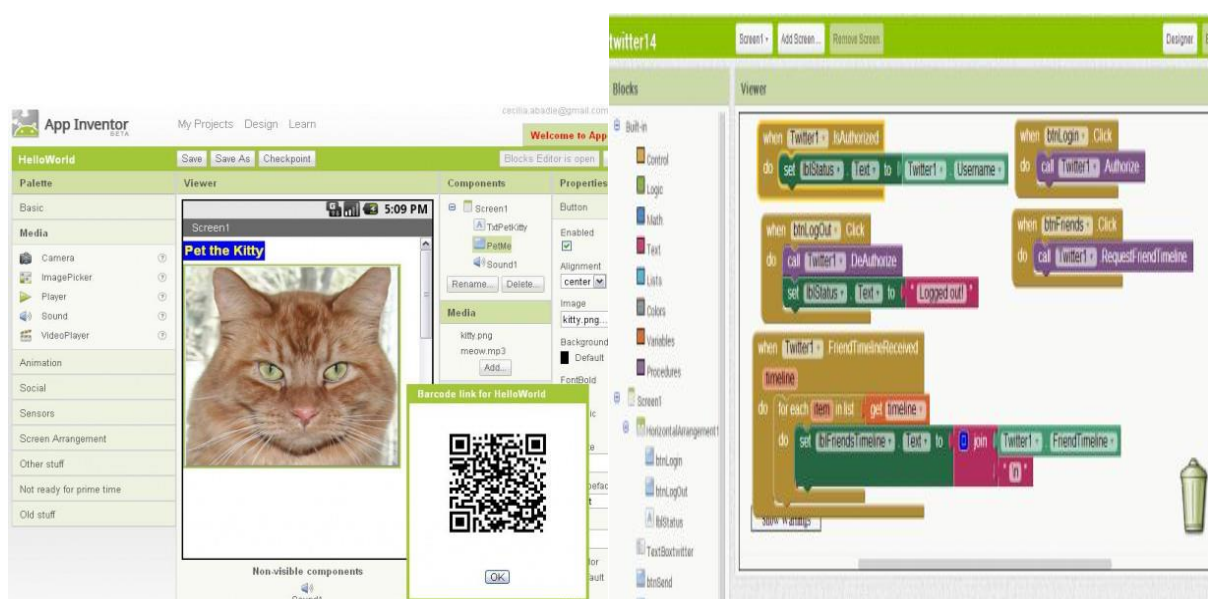 App Inventor
BETA
My Projects Design Learn
cecilia.abadie@gmail.com
Welcome to App
HelloWorld
Save Save As Checkpoint
Blocks Editor is open
Palette
Basic
Media
Camera
ImagePicker
Player
Sound
VideoPlayer
Animation
Social
Sensors
Screen Arrangement
Other stuff
Not ready for prime time
Old stuff
Viewer
5:09 PM
Screen1
Pet the Kitty
Non-visible components
Sound1
Components
Screen1
TxtPetKitty
PetMe
Sound1
Rename... Delete...
Media
kitty.png
meow.mp3
Add...
Properties
Button
Enabled
Alignment
center
Image
kitty.png...
Background
Default
FontBold
Barcode link for HelloWorld
OK
twitter14
Screen1 Add Screen... Remove Screen
Designer
Blocks
Built-in
Control
Logic
Math
Text
Lists
Colors
Variables
Procedures
Screen1
HorizontalArrangement1
btnLogin
btnLogOut
lblStatus
TextBoxtwitter
btnSend
Viewer
when Twitter1 . IsAuthorized
do set lblStatus . Text to Twitter1 . Username
when btnLogin . Click
do call Twitter1 . Authorize
when btnLogOut . Click
do call Twitter1 . DeAuthorize
set lblStatus . Text to " Logged out! "
when btnFriends . Click
do call Twitter1 . RequestFriendTimeline
when Twitter1 . FriendTimelineReceived
timeline
do for each item in list get timeline
do set lblFriendsTimeline . Text to join Twitter1 . FriendTimeline
" \n "
Show Warnings